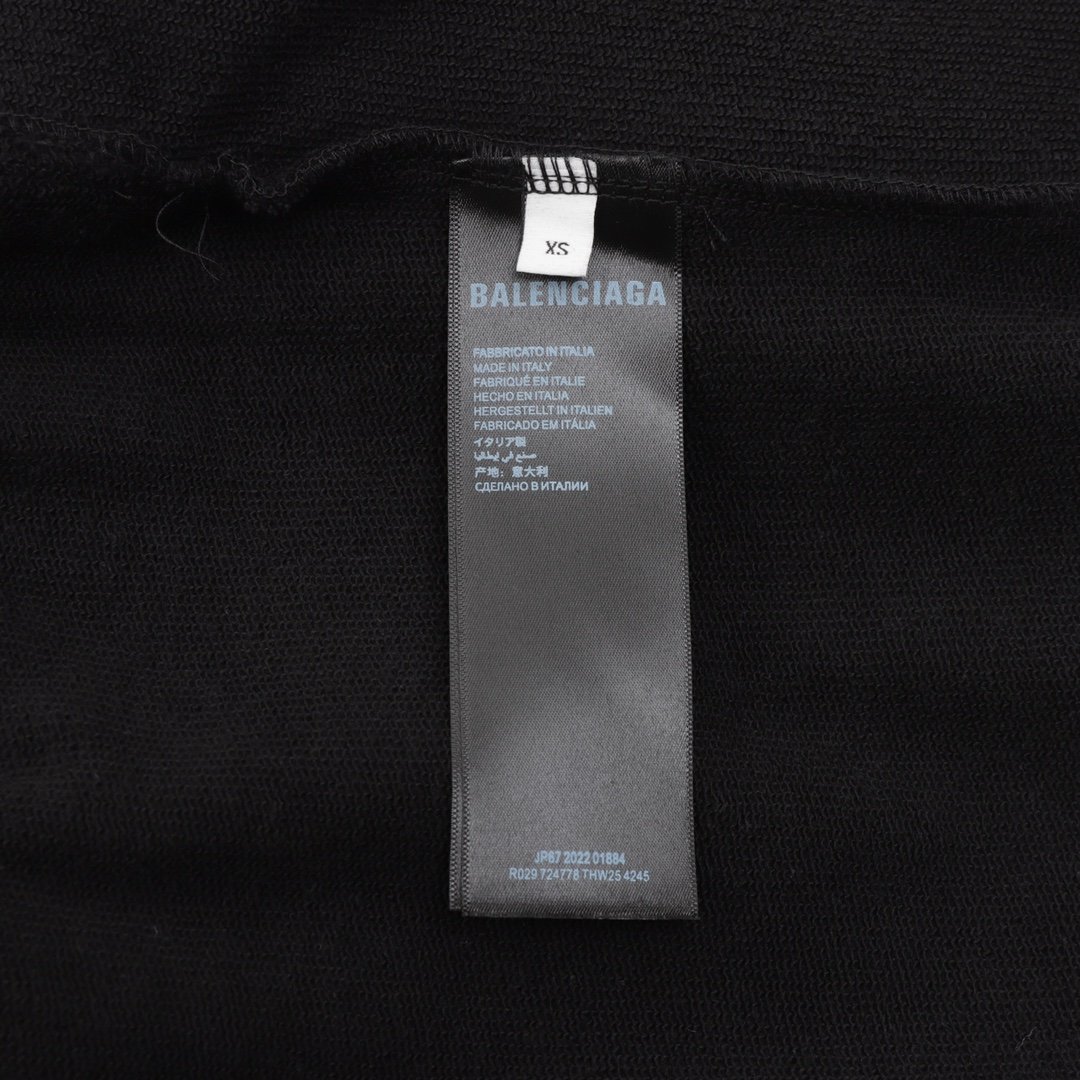 XS
BALENCIAGA
FABBRICATO IN ITALIA
MADE IN ITALY
FABRIQUÉ EN ITALIE
HECHO EN ITALIA
HERGESTELLT IN ITALIEN
FABRICADO EM ITÁLIA
イタリア製
صنع في إيطاليا
产地：意大利
СДЕЛАНО В ИТАЛИИ
JP67 2022 01884
R029 724778 THW25 4245